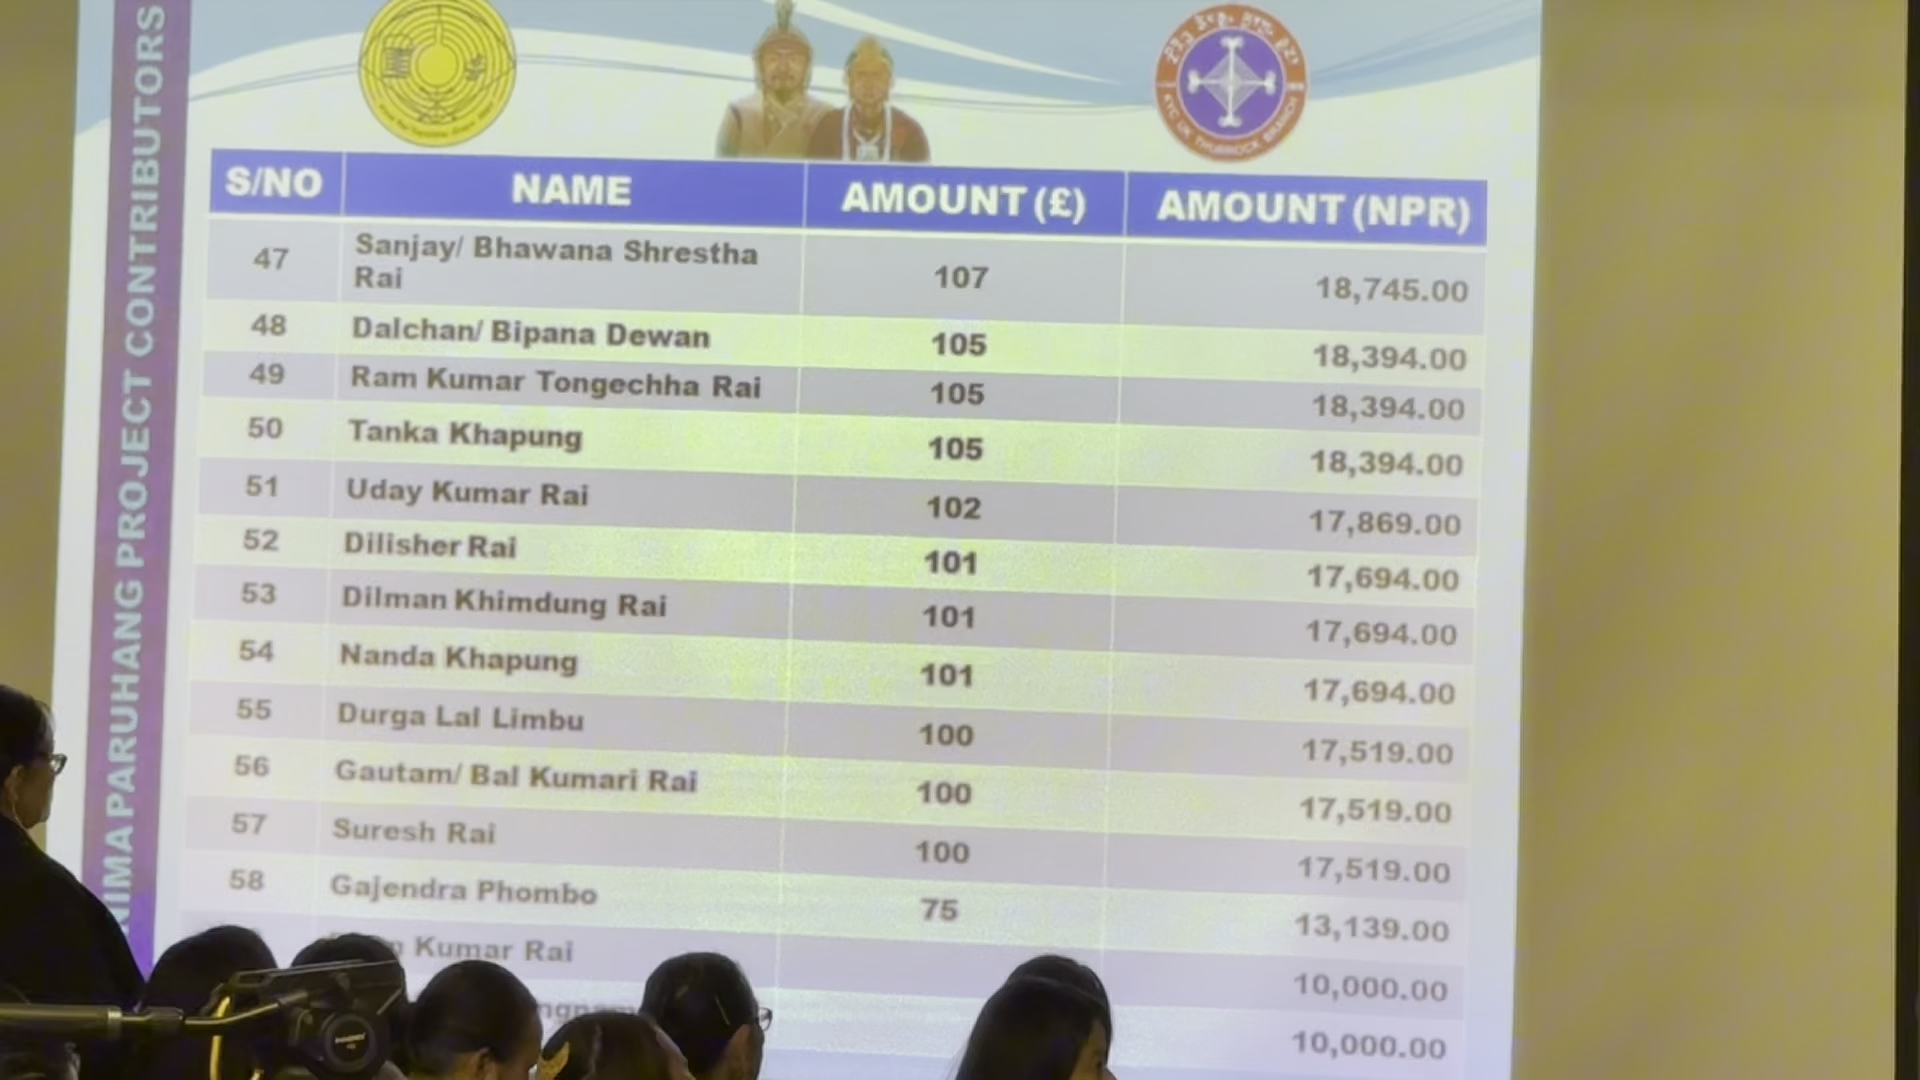 PARUHANG PROJECT CONTRIBUTORS
KYC UK THURROCK BRANCH
S/NO NAME AMOUNT (£) AMOUNT (NPR)
47 Sanjay/ Bhawana Shrestha Rai 107 18,745.00
48 Dalchan/ Bipana Dewan 105 18,394.00
49 Ram Kumar Tongechha Rai 105 18,394.00
50 Tanka Khapung 105 18,394.00
51 Uday Kumar Rai 102 17,869.00
52 Dilisher Rai 101 17,694.00
53 Dilman Khimdung Rai 101 17,694.00
54 Nanda Khapung 101 17,694.00
55 Durga Lal Limbu 100 17,519.00
56 Gautam/ Bal Kumari Rai 100 17,519.00
57 Suresh Rai 100 17,519.00
58 Gajendra Phombo 75 13,139.00
Kumar Rai 10,000.00
10,000.00